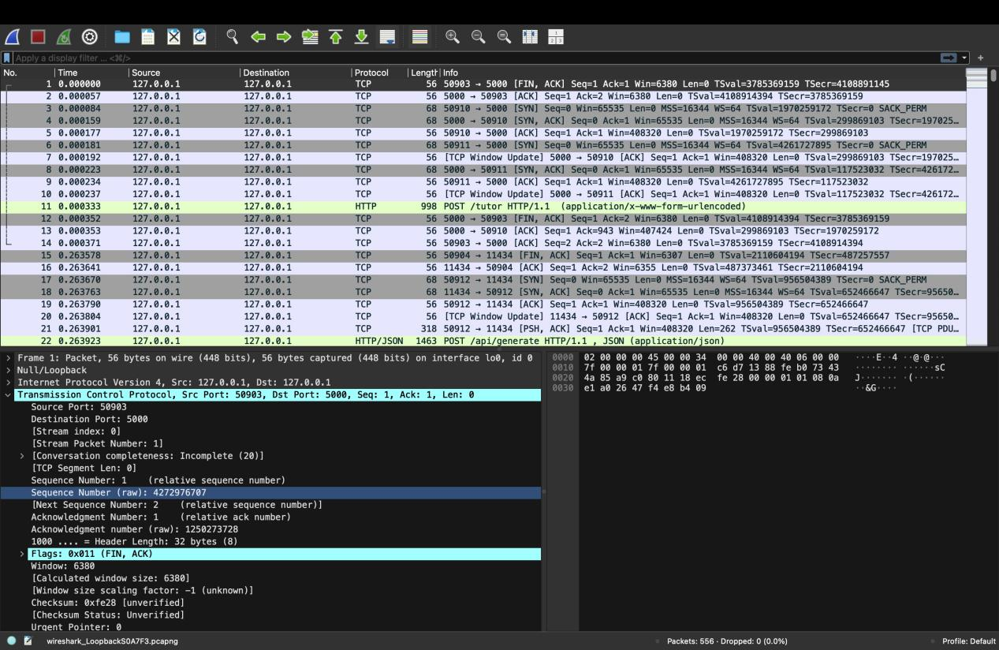 Apply a display filter ... <⌘/>
No. Time Source Destination Protocol Length Info
1 0.000000 127.0.0.1 127.0.0.1 TCP 56 50903 → 5000 [FIN, ACK] Seq=1 Ack=1 Win=6380 Len=0 TSval=3785369159 TSecr=4108891145
2 0.000057 127.0.0.1 127.0.0.1 TCP 56 5000 → 50903 [ACK] Seq=1 Ack=2 Win=6380 Len=0 TSval=4108914394 TSecr=3785369159
3 0.000084 127.0.0.1 127.0.0.1 TCP 68 50910 → 5000 [SYN] Seq=0 Win=65535 Len=0 MSS=16344 WS=64 TSval=1970259172 TSecr=0 SACK_PERM
4 0.000159 127.0.0.1 127.0.0.1 TCP 68 5000 → 50910 [SYN, ACK] Seq=0 Ack=1 Win=65535 Len=0 MSS=16344 WS=64 TSval=299869103 TSecr=197025…
5 0.000177 127.0.0.1 127.0.0.1 TCP 56 50910 → 5000 [ACK] Seq=1 Ack=1 Win=408320 Len=0 TSval=1970259172 TSecr=299869103
6 0.000181 127.0.0.1 127.0.0.1 TCP 68 50911 → 5000 [SYN] Seq=0 Win=65535 Len=0 MSS=16344 WS=64 TSval=4261727895 TSecr=0 SACK_PERM
7 0.000192 127.0.0.1 127.0.0.1 TCP 56 [TCP Window Update] 5000 → 50910 [ACK] Seq=1 Ack=1 Win=408320 Len=0 TSval=299869103 TSecr=197025…
8 0.000223 127.0.0.1 127.0.0.1 TCP 68 5000 → 50911 [SYN, ACK] Seq=0 Ack=1 Win=65535 Len=0 MSS=16344 WS=64 TSval=117523032 TSecr=426172…
9 0.000234 127.0.0.1 127.0.0.1 TCP 56 50911 → 5000 [ACK] Seq=1 Ack=1 Win=408320 Len=0 TSval=4261727895 TSecr=117523032
10 0.000237 127.0.0.1 127.0.0.1 TCP 56 [TCP Window Update] 5000 → 50911 [ACK] Seq=1 Ack=1 Win=408320 Len=0 TSval=117523032 TSecr=426172…
11 0.000333 127.0.0.1 127.0.0.1 HTTP 998 POST /tutor HTTP/1.1 (application/x-www-form-urlencoded)
12 0.000352 127.0.0.1 127.0.0.1 TCP 56 5000 → 50903 [FIN, ACK] Seq=1 Ack=2 Win=6380 Len=0 TSval=4108914394 TSecr=3785369159
13 0.000353 127.0.0.1 127.0.0.1 TCP 56 5000 → 50910 [ACK] Seq=1 Ack=943 Win=407424 Len=0 TSval=299869103 TSecr=1970259172
14 0.000371 127.0.0.1 127.0.0.1 TCP 56 50903 → 5000 [ACK] Seq=2 Ack=2 Win=6380 Len=0 TSval=3785369159 TSecr=4108914394
15 0.263578 127.0.0.1 127.0.0.1 TCP 56 50904 → 11434 [FIN, ACK] Seq=1 Ack=1 Win=6307 Len=0 TSval=2110604194 TSecr=487257557
16 0.263641 127.0.0.1 127.0.0.1 TCP 56 11434 → 50904 [ACK] Seq=1 Ack=2 Win=6355 Len=0 TSval=487373461 TSecr=2110604194
17 0.263670 127.0.0.1 127.0.0.1 TCP 68 50912 → 11434 [SYN] Seq=0 Win=65535 Len=0 MSS=16344 WS=64 TSval=956504389 TSecr=0 SACK_PERM
18 0.263763 127.0.0.1 127.0.0.1 TCP 68 11434 → 50912 [SYN, ACK] Seq=0 Ack=1 Win=65535 Len=0 MSS=16344 WS=64 TSval=652466647 TSecr=95650…
19 0.263790 127.0.0.1 127.0.0.1 TCP 56 50912 → 11434 [ACK] Seq=1 Ack=1 Win=408320 Len=0 TSval=956504389 TSecr=652466647
20 0.263804 127.0.0.1 127.0.0.1 TCP 56 [TCP Window Update] 11434 → 50912 [ACK] Seq=1 Ack=1 Win=408320 Len=0 TSval=652466647 TSecr=95650…
21 0.263901 127.0.0.1 127.0.0.1 TCP 318 50912 → 11434 [PSH, ACK] Seq=1 Ack=1 Win=408320 Len=262 TSval=956504389 TSecr=652466647 [TCP PDU…
22 0.263923 127.0.0.1 127.0.0.1 HTTP/JSON 1463 POST /api/generate HTTP/1.1 , JSON (application/json)
Frame 1: Packet, 56 bytes on wire (448 bits), 56 bytes captured (448 bits) on interface lo0, id 0
Null/Loopback
Internet Protocol Version 4, Src: 127.0.0.1, Dst: 127.0.0.1
Transmission Control Protocol, Src Port: 50903, Dst Port: 5000, Seq: 1, Ack: 1, Len: 0
Source Port: 50903
Destination Port: 5000
[Stream index: 0]
[Stream Packet Number: 1]
[Conversation completeness: Incomplete (20)]
[TCP Segment Len: 0]
Sequence Number: 1 (relative sequence number)
Sequence Number (raw): 4272976707
[Next Sequence Number: 2 (relative sequence number)]
Acknowledgment Number: 1 (relative ack number)
Acknowledgment number (raw): 1250273728
1000 .... = Header Length: 32 bytes (8)
Flags: 0x011 (FIN, ACK)
Window: 6380
[Calculated window size: 6380]
[Window size scaling factor: -1 (unknown)]
Checksum: 0xfe28 [unverified]
[Checksum Status: Unverified]
Urgent Pointer: 0
0000 02 00 00 00 45 00 00 34 00 00 40 00 40 06 00 00 ····E··4 ··@·@···
0010 7f 00 00 01 7f 00 00 01 c6 d7 13 88 fe b0 73 43 ········ ······sC
0020 4a 85 a9 c0 80 11 18 ec fe 28 00 00 01 01 08 0a J······· ·(······
0030 e1 a0 26 47 f4 e8 b4 09 ··&G····
wireshark_LoopbackS0A7F3.pcapng
Packets: 556 · Dropped: 0 (0.0%)
Profile: Default